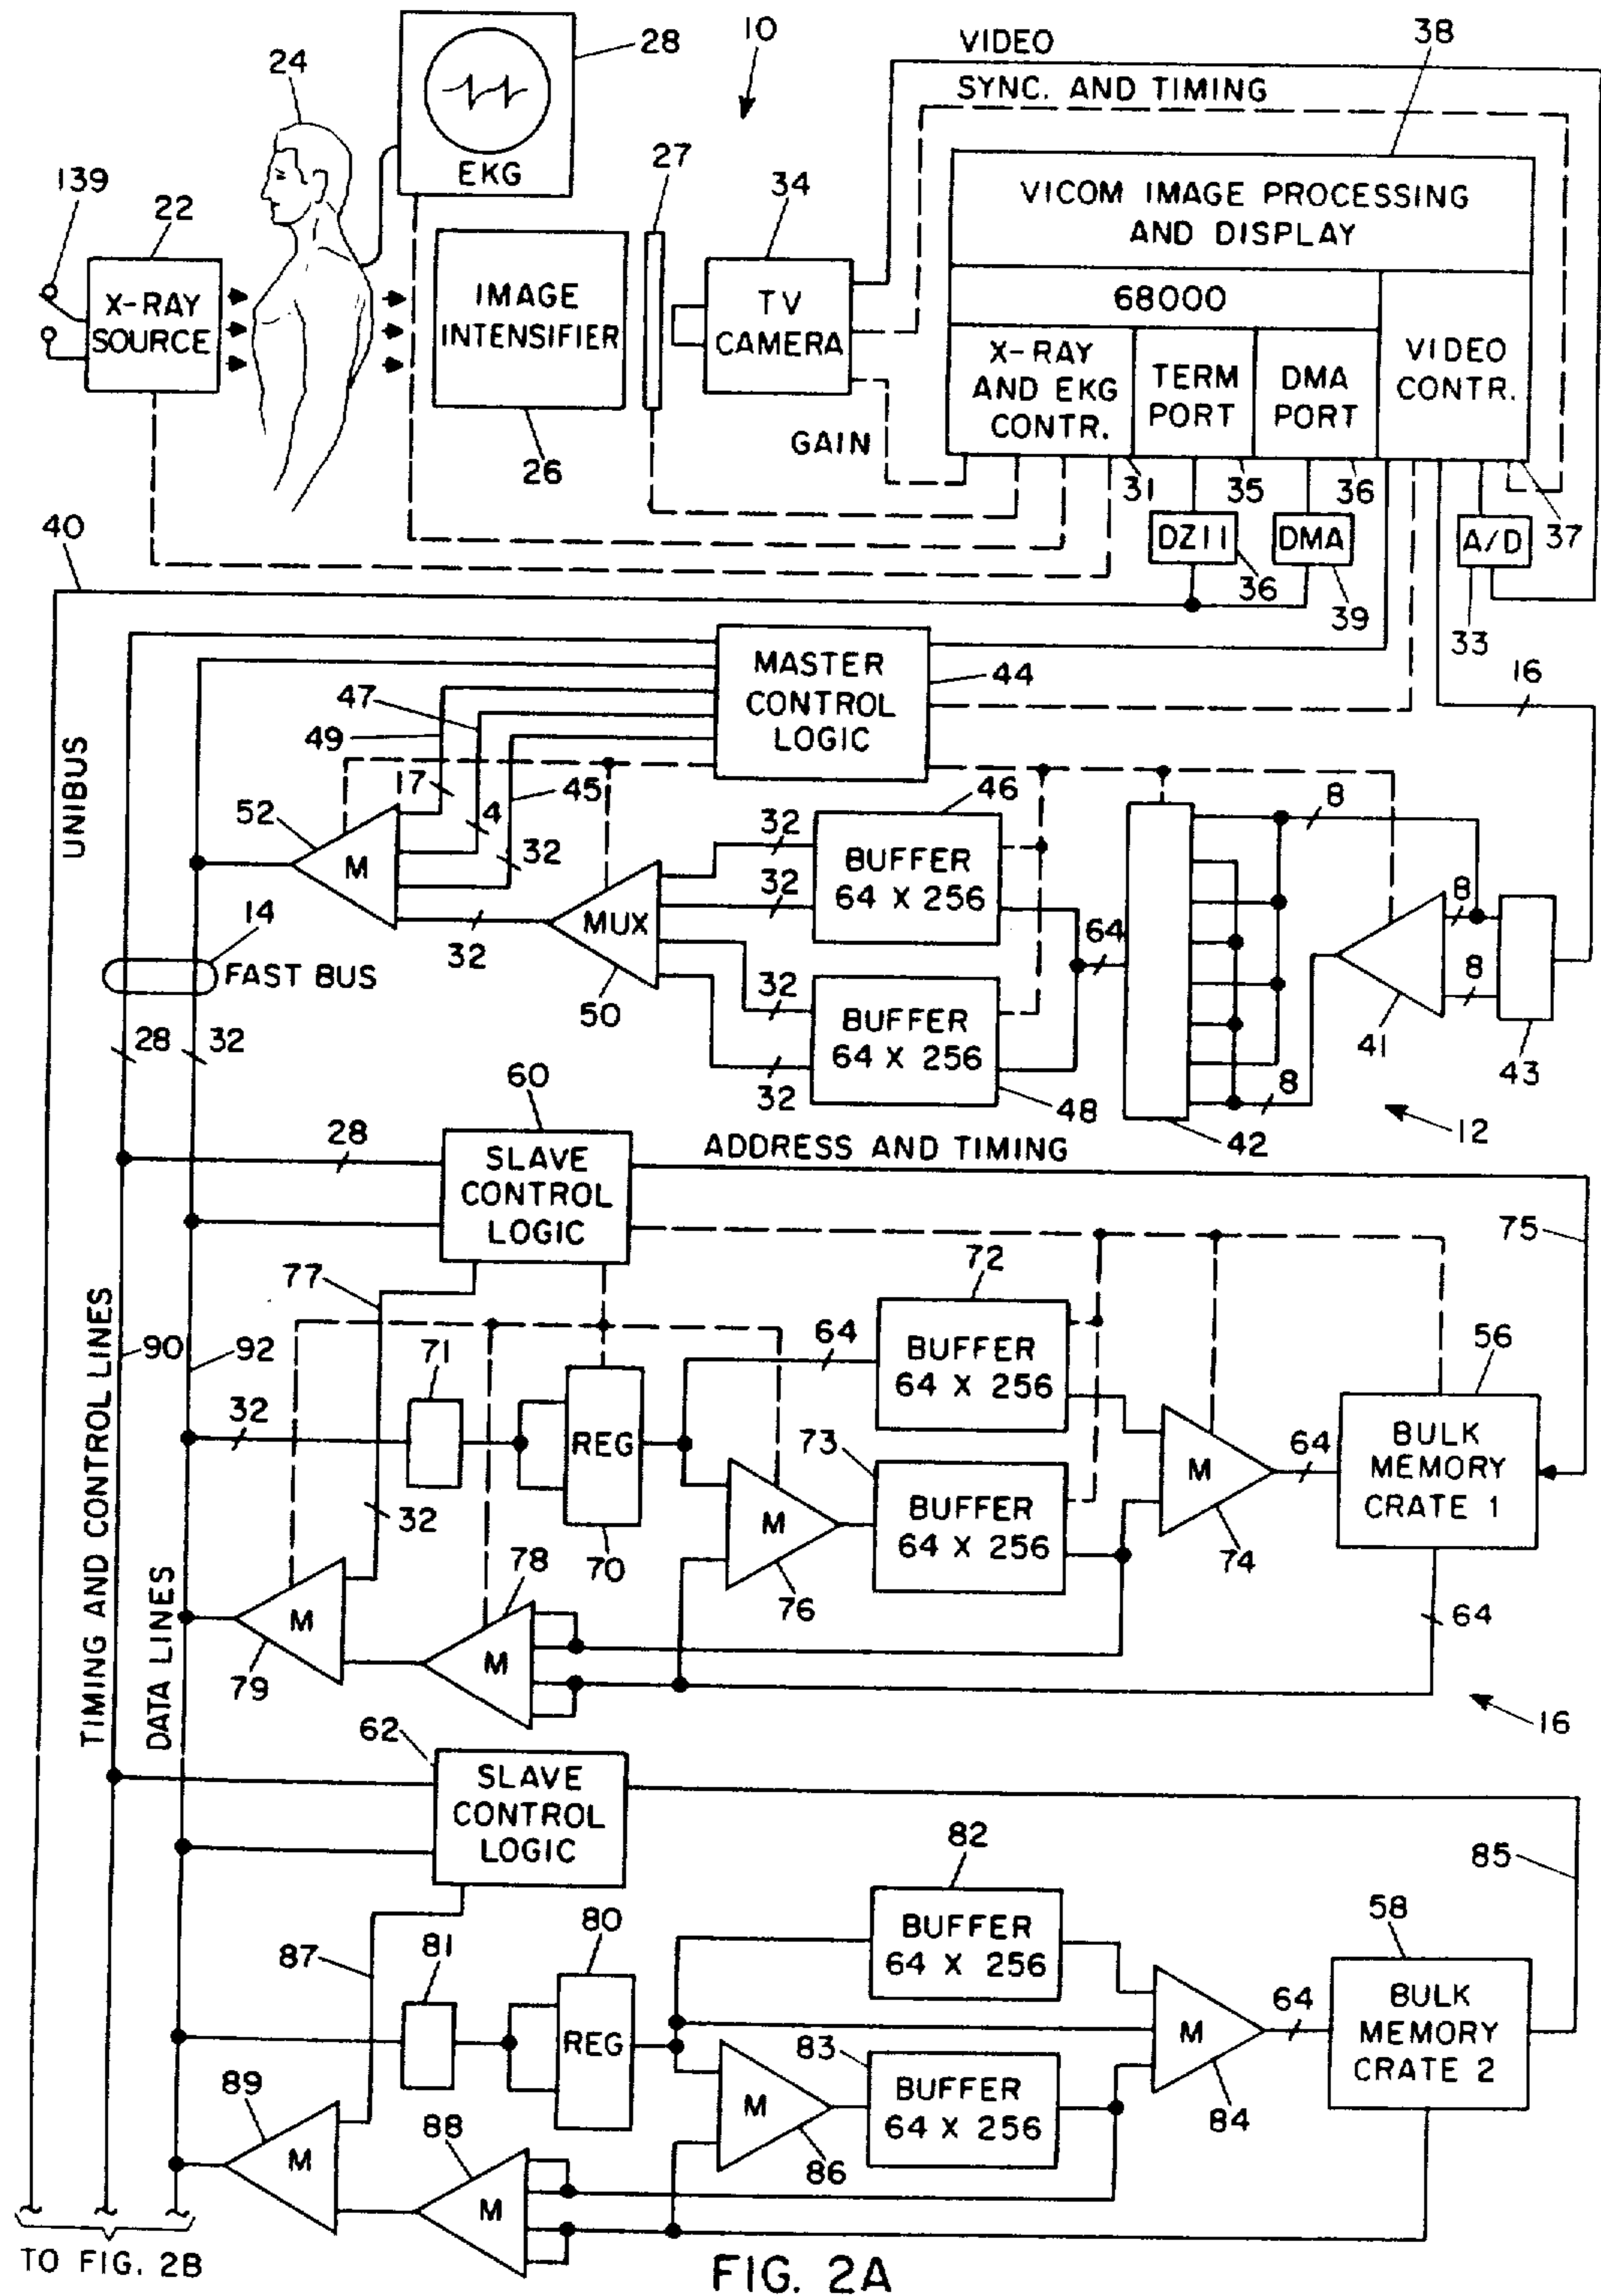 10
VIDEO
38
24
28
SYNC. AND TIMING
EKG
27
139
22
34
VICOM IMAGE PROCESSING
AND DISPLAY
X-RAY
SOURCE
IMAGE
INTENSIFIER
TV
CAMERA
68000
X-RAY
AND EKG
CONTR.
TERM
PORT
DMA
PORT
VIDEO
CONTR.
GAIN
26
31
35
36
40
DZ11
DMA
A/D
37
36
39
33
MASTER
CONTROL
LOGIC
44
16
47
49
UNIBUS
17
4
45
46
8
52
32
32
M
BUFFER
64 X 256
32
8
MUX
14
32
64
FAST BUS
50
32
8
BUFFER
64 X 256
28
32
41
43
60
32
48
8
42
12
28
ADDRESS AND TIMING
SLAVE
CONTROL
LOGIC
75
77
72
TIMING AND CONTROL LINES
90
92
71
64
BUFFER
64 X 256
56
32
REG
73
M
64
BULK
MEMORY
CRATE 1
32
M
BUFFER
64 X 256
70
78
76
74
DATA LINES
M
M
64
79
16
62
SLAVE
CONTROL
LOGIC
82
85
80
BUFFER
64 X 256
58
87
81
REG
M
64
BULK
MEMORY
CRATE 2
83
89
M
BUFFER
64 X 256
84
88
86
M
M
TO FIG. 2B
FIG. 2A